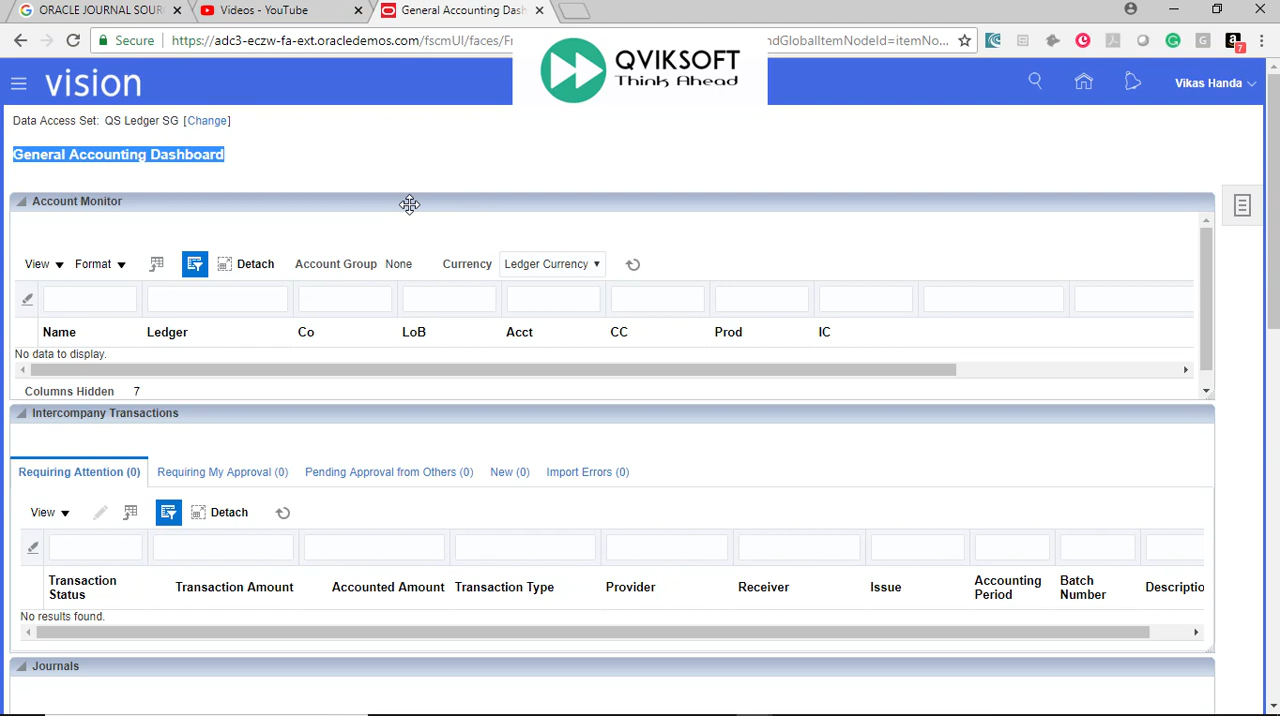 ORACLE JOURNAL SOUR
Videos - YouTube
General Accounting Dash
Secure
https://adc3-eczw-fa-ext.oracledemos.com/fscmUI/faces/Fr
ndGlobalItemNodeId=itemNo...
7
QVIKSOFT
Think Ahead
vision
Vikas Handa
Data Access Set: QS Ledger SG [Change]
General Accounting Dashboard
Account Monitor
View Format Detach Account Group None Currency Ledger Currency
Name Ledger Co LoB Acct CC Prod IC
No data to display.
Columns Hidden 7
Intercompany Transactions
Requiring Attention (0) Requiring My Approval (0) Pending Approval from Others (0) New (0) Import Errors (0)
View Detach
Transaction Status Transaction Amount Accounted Amount Transaction Type Provider Receiver Issue Accounting Period Batch Number Descriptio
No results found.
Journals